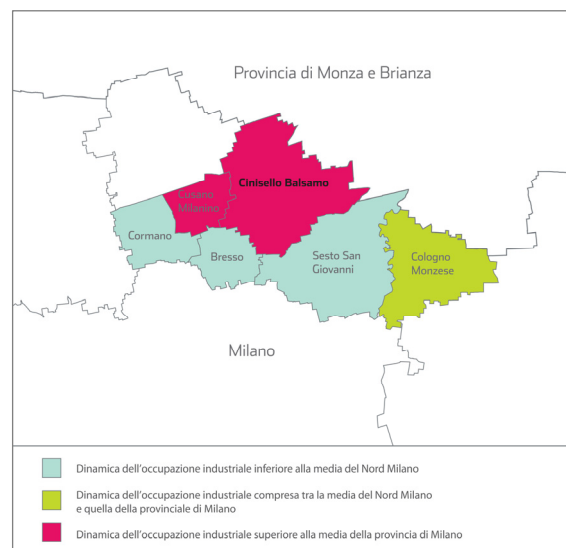 Provincia di Monza e Brianza
Cinisello Balsamo
Cusano
Milanino
Cormano
Bresso
Sesto San
Giovanni
Cologno
Monzese
Milano
Dinamica dell'occupazione industriale inferiore alla media del Nord Milano
Dinamica dell'occupazione industriale compresa tra la media del Nord Milano
e quella della provinciale di Milano
Dinamica dell'occupazione industriale superiore alla media della provincia di Milano